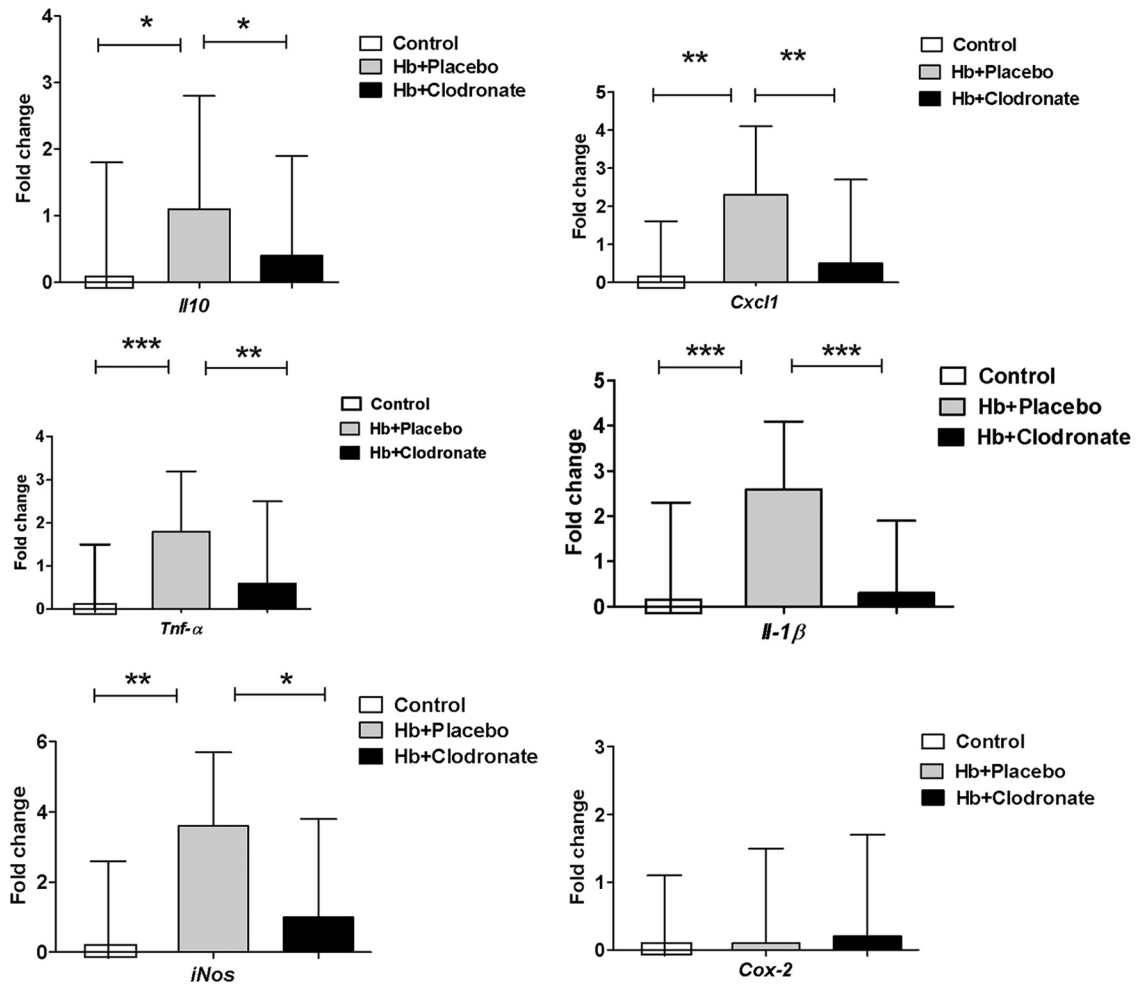 * *
Control
Hb+Placebo
Hb+Clodronate
4
3
2
1
0
Fold change
Il10
** **
Control
Hb+Placebo
Hb+Clodronate
5
4
3
2
1
0
Fold change
Cxcl1
*** **
Control
Hb+Placebo
Hb+Clodronate
4
3
2
1
0
Fold change
Tnf-α
*** ***
Control
Hb+Placebo
Hb+Clodronate
5
4
3
2
1
0
Fold change
Il-1β
** *
Control
Hb+Placebo
Hb+Clodronate
6
4
2
0
Fold change
iNos
Control
Hb+Placebo
Hb+Clodronate
3
2
1
0
Fold change
Cox-2